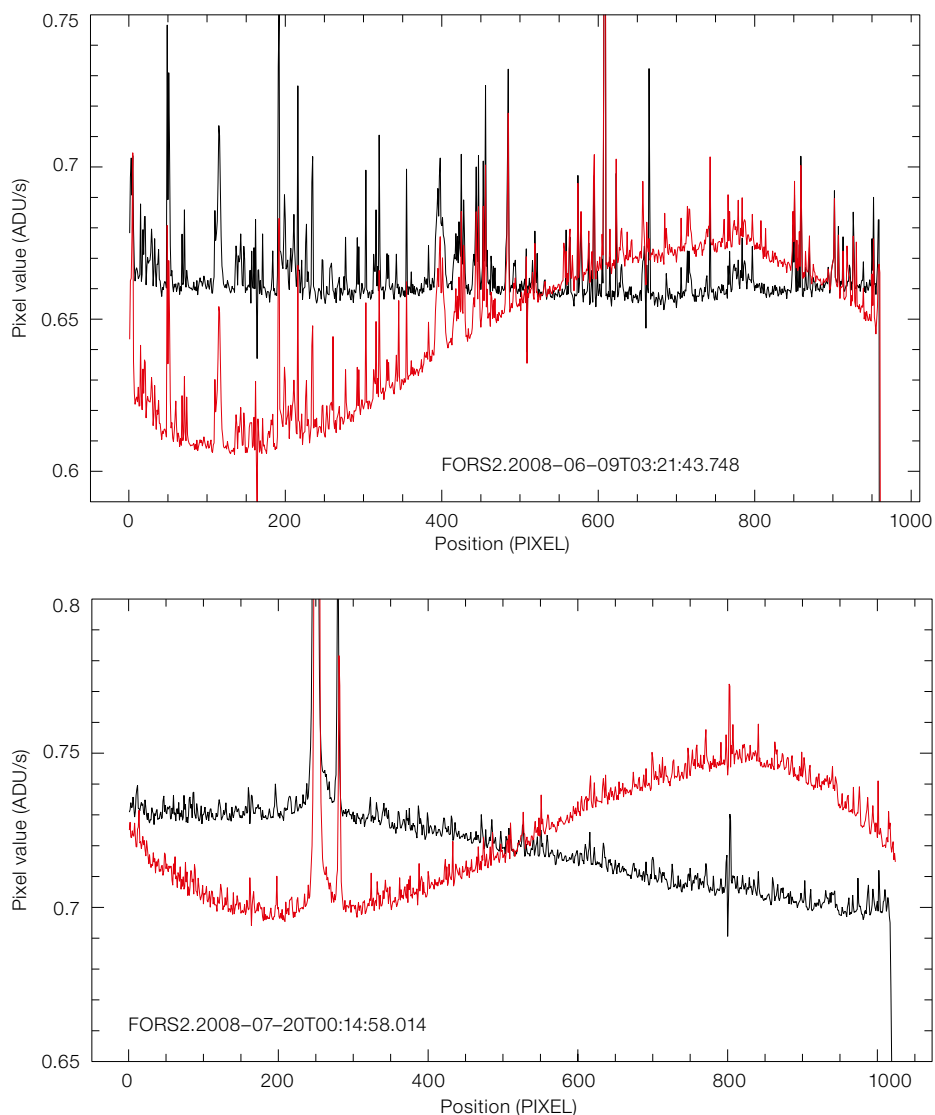 0.75
0.7
0.65
0.6
Pixel value (ADU/s)
FORS2.2008–06–09T03:21:43.748
0 200 400 600 800 1000
Position (PIXEL)
0.8
0.75
0.7
0.65
Pixel value (ADU/s)
FORS2.2008–07–20T00:14:58.014
0 200 400 600 800 1000
Position (PIXEL)